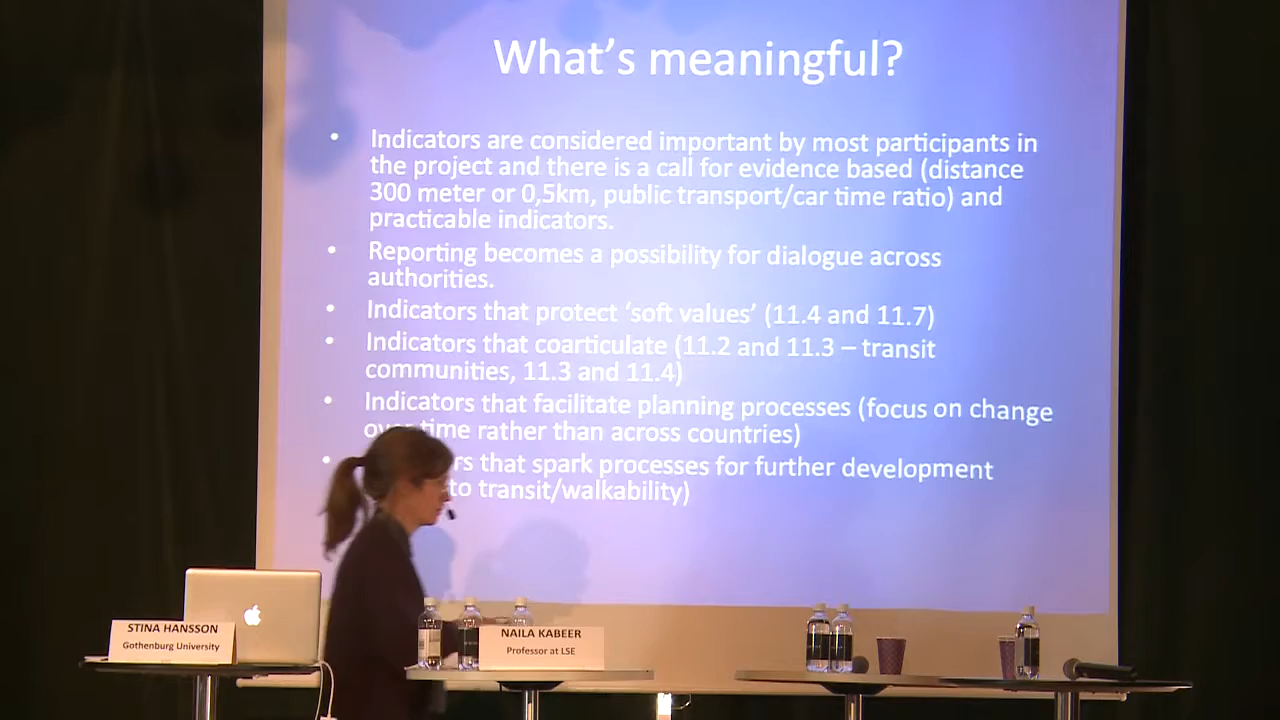 What's meaningful?
• Indicators are considered important by most participants in
the project and there is a call for evidence based (distance
300 meter or 0,5km, public transport/car time ratio) and
practicable indicators.
• Reporting becomes a possibility for dialogue across
authorities.
• Indicators that protect 'soft values' (11.4 and 11.7)
• Indicators that coarticulate (11.2 and 11.3 – transit
communities, 11.3 and 11.4)
• Indicators that facilitate planning processes (focus on change
over time rather than across countries)
• rs that spark processes for further development
to transit/walkability)
STINA HANSSON
Gothenburg University
NAILA KABEER
Professor at LSE